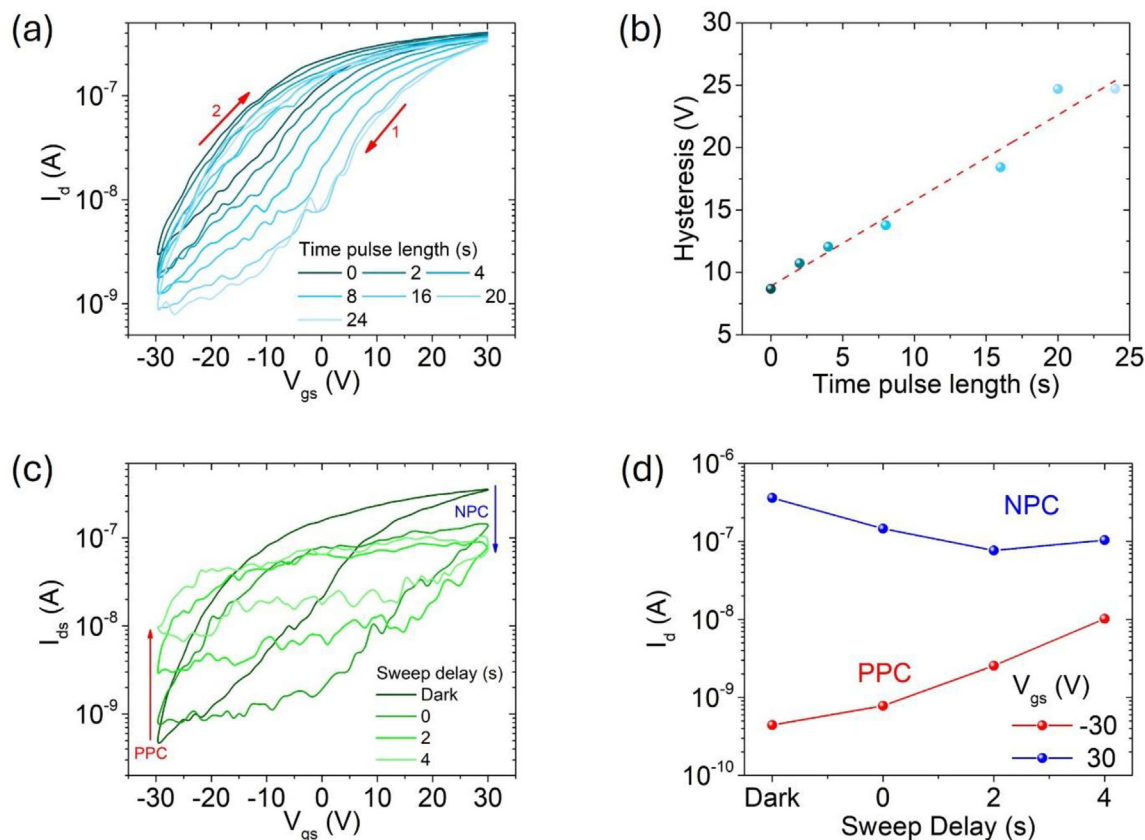 (a)
10⁻⁷
10⁻⁸
10⁻⁹
I_d (A)
2
1
Time pulse length (s)
0 2 4
8 16 20
24
-30 -20 -10 0 10 20 30
V_gs (V)
(b)
30
25
20
15
10
5
Hysteresis (V)
0 5 10 15 20 25
Time pulse length (s)
(c)
10⁻⁷
10⁻⁸
10⁻⁹
I_ds (A)
NPC
PPC
Sweep delay (s)
Dark
0
2
4
-30 -20 -10 0 10 20 30
V_gs (V)
(d)
10⁻⁶
10⁻⁷
10⁻⁸
10⁻⁹
10⁻¹⁰
I_d (A)
NPC
PPC
V_gs (V)
-30
30
Dark 0 2 4
Sweep Delay (s)